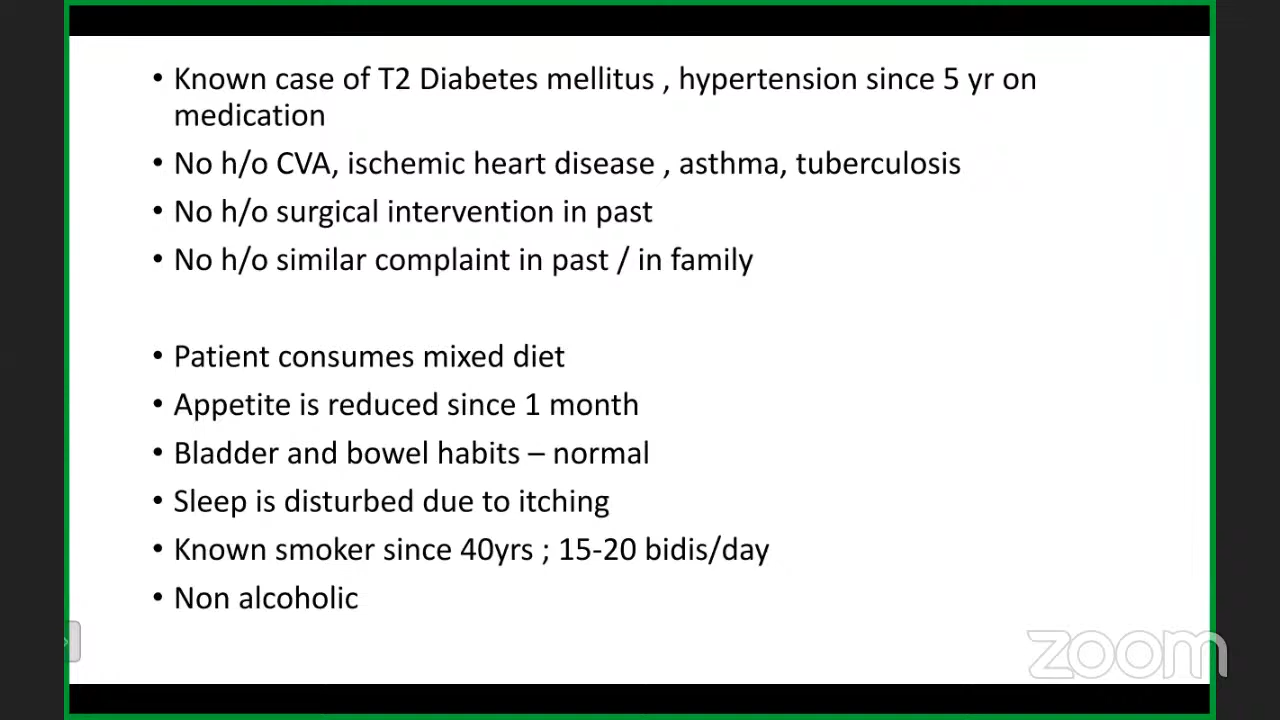 • Known case of T2 Diabetes mellitus , hypertension since 5 yr on
medication
• No h/o CVA, ischemic heart disease , asthma, tuberculosis
• No h/o surgical intervention in past
• No h/o similar complaint in past / in family
• Patient consumes mixed diet
• Appetite is reduced since 1 month
• Bladder and bowel habits – normal
• Sleep is disturbed due to itching
• Known smoker since 40yrs ; 15-20 bidis/day
• Non alcoholic
zoom